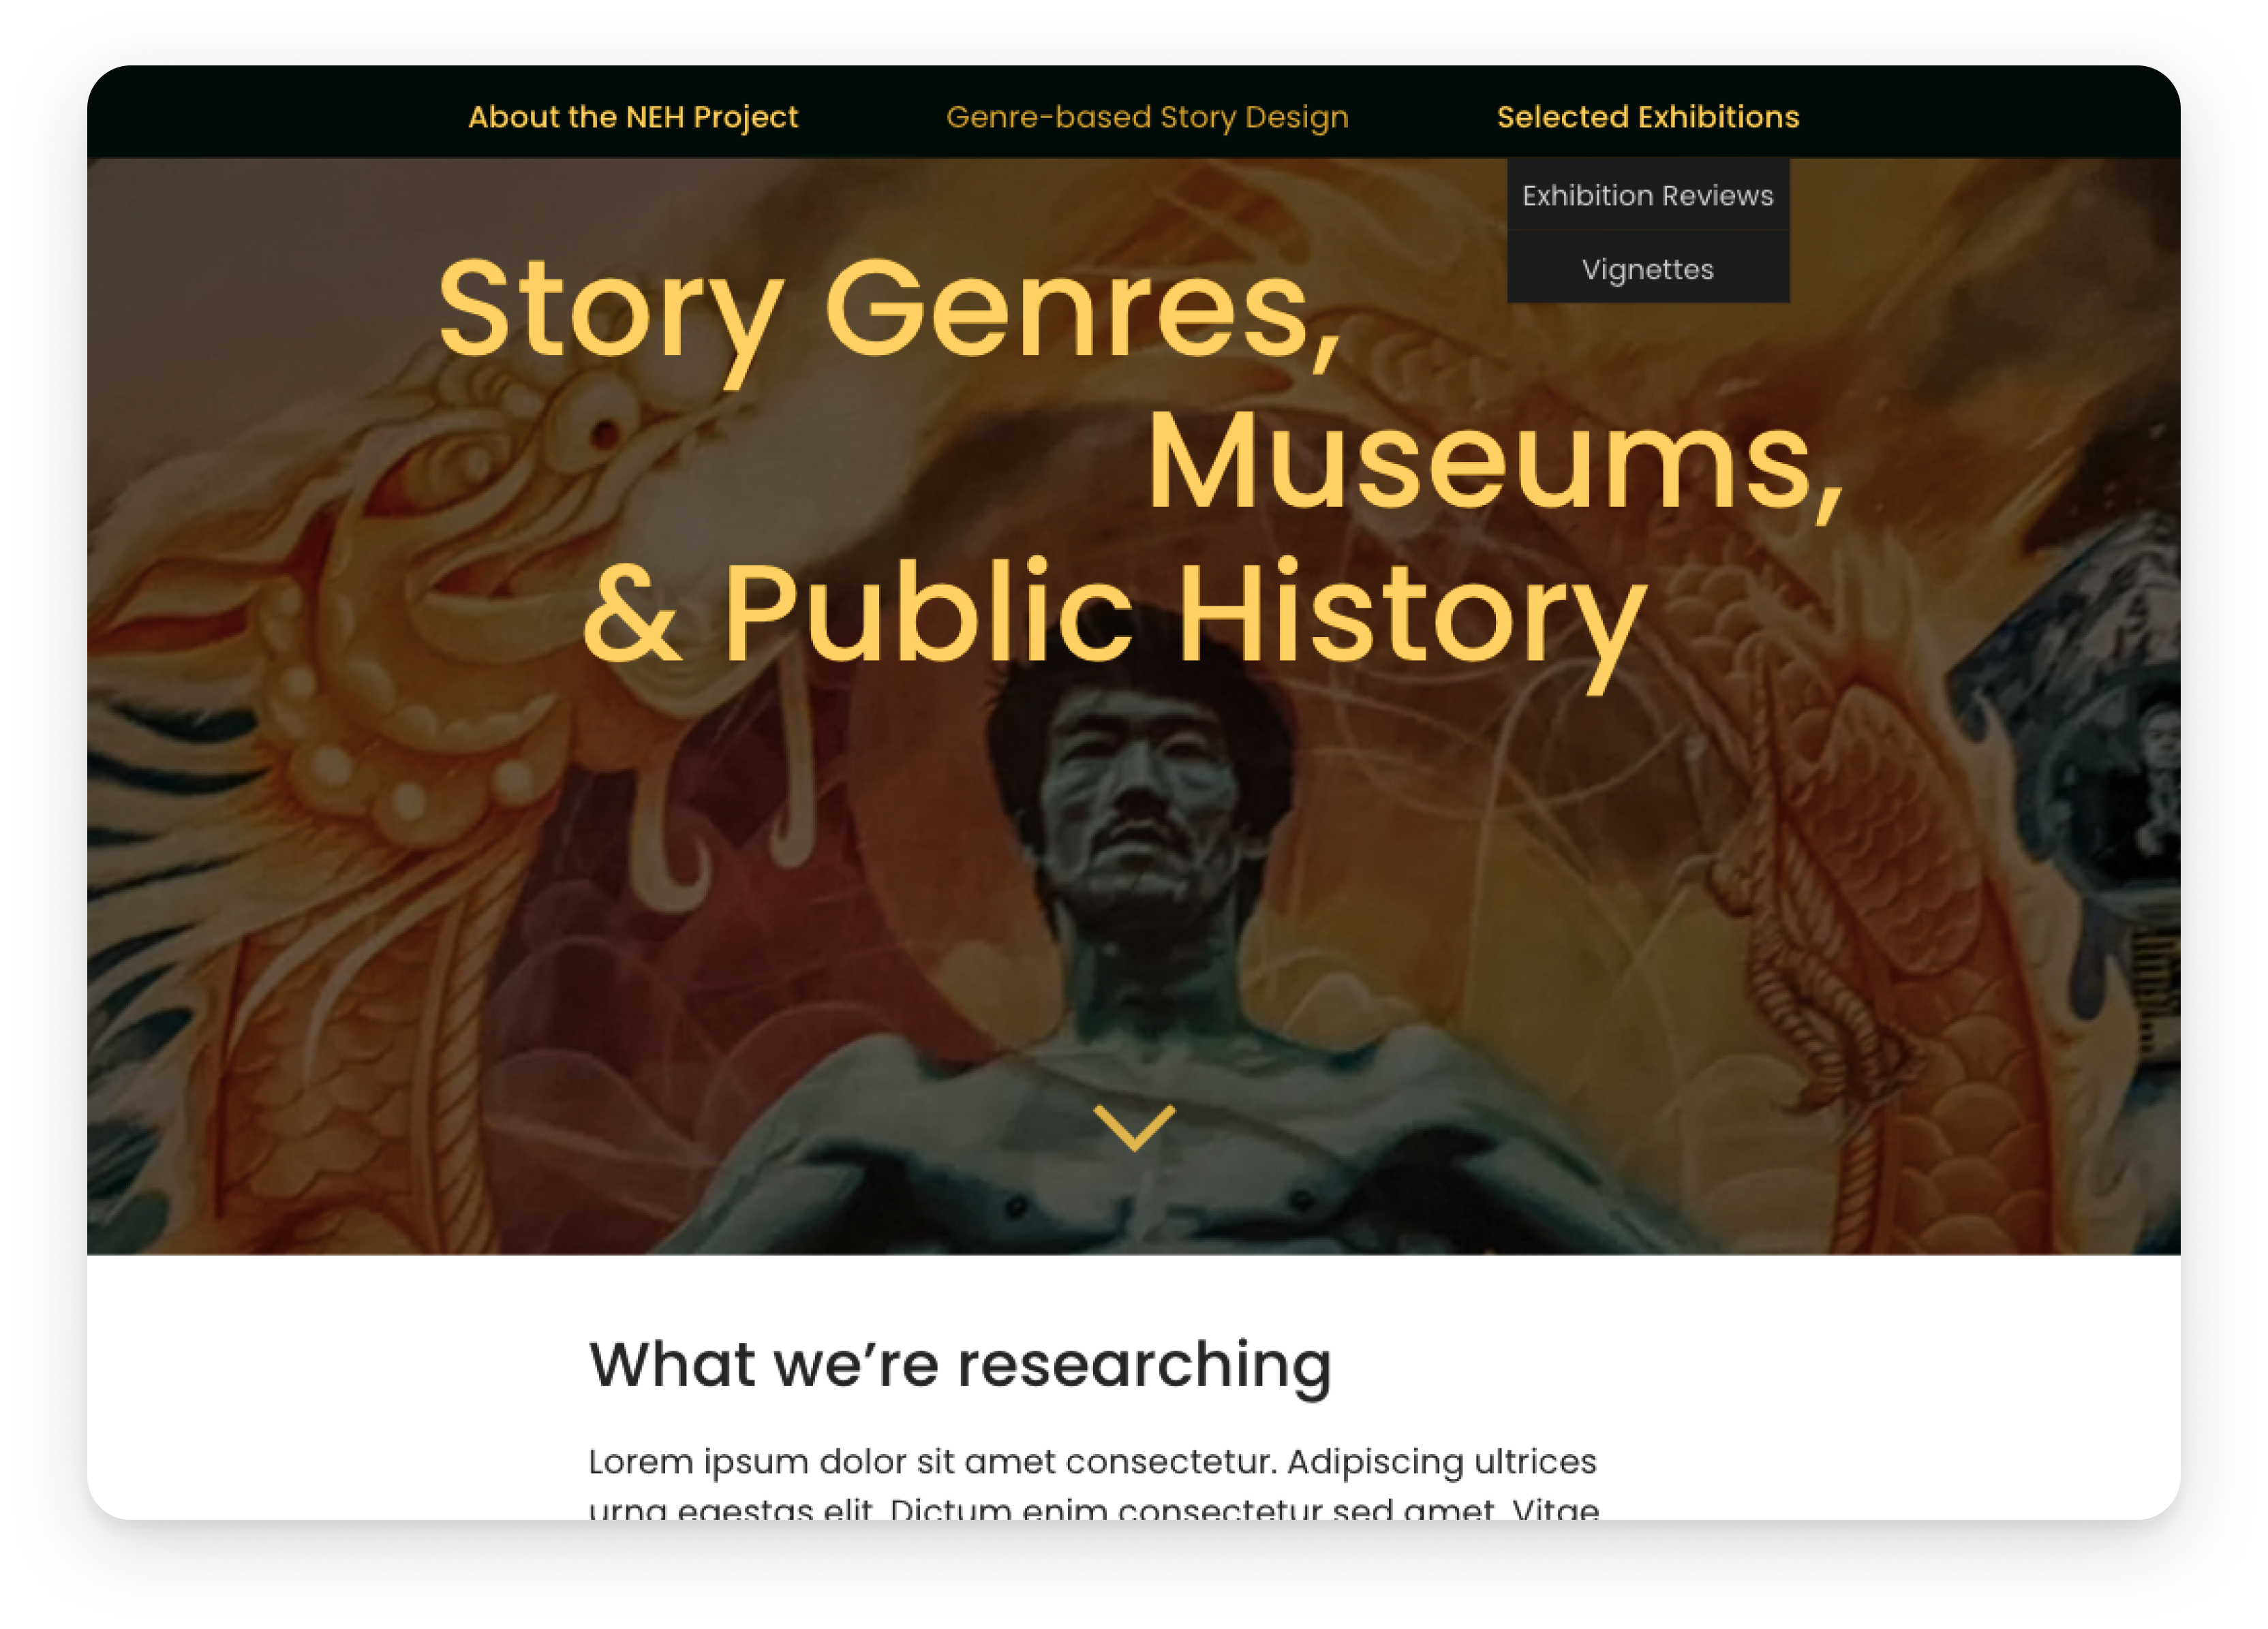 About the NEH Project
Genre-based Story Design
Selected Exhibitions
Exhibition Reviews
Vignettes
Story Genres,
Museums,
& Public History
What we’re researching
Lorem ipsum dolor sit amet consectetur. Adipiscing ultrices
urna egestas elit. Dictum enim consectetur sed amet. Vitae